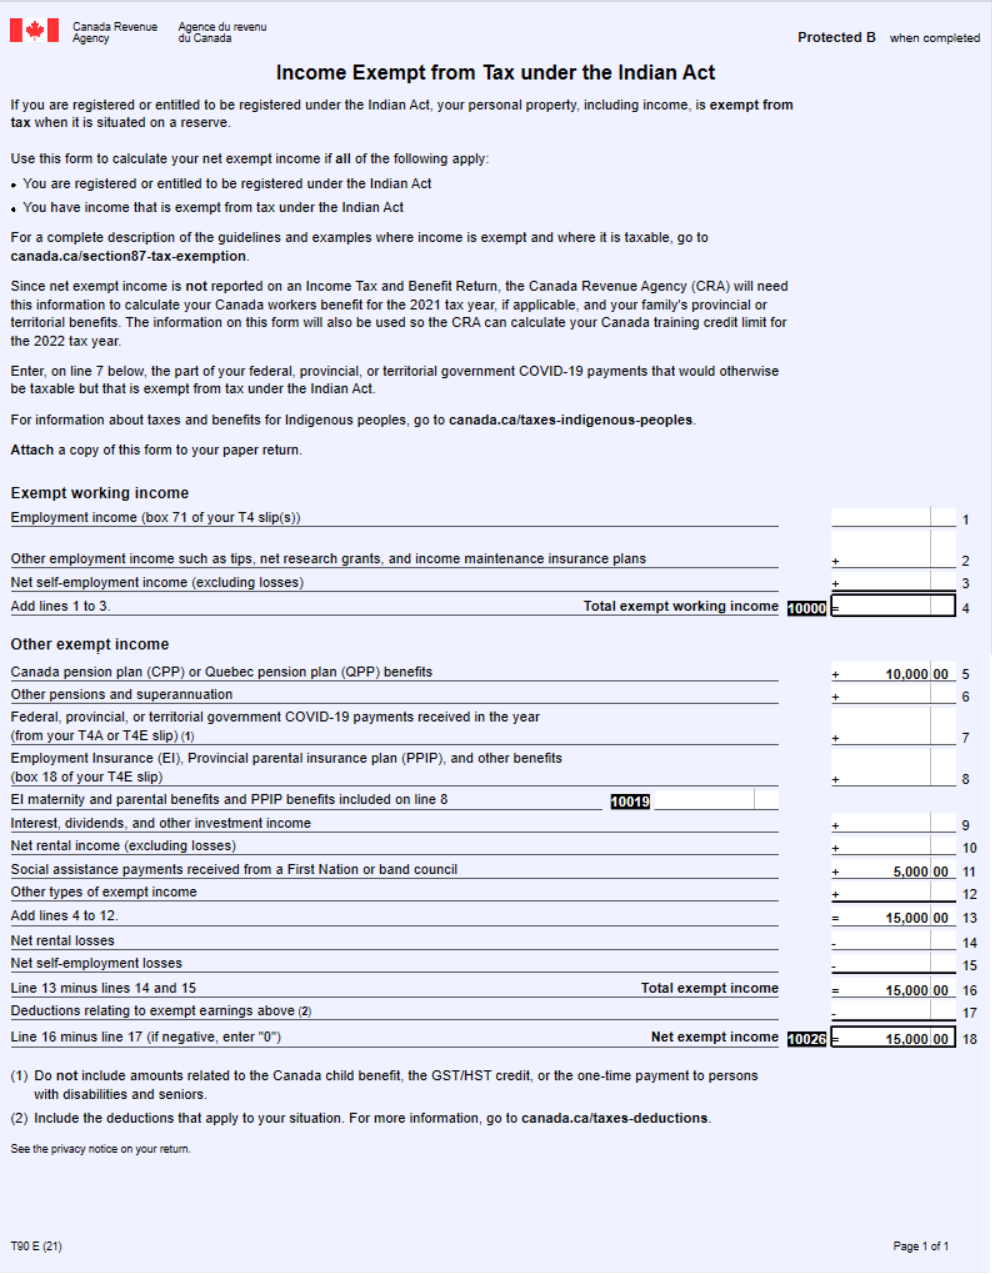 Canada Revenue Agency
Agence du revenu du Canada
Protected B when completed
Income Exempt from Tax under the Indian Act
If you are registered or entitled to be registered under the Indian Act, your personal property, including income, is exempt from
tax when it is situated on a reserve.
Use this form to calculate your net exempt income if all of the following apply:
• You are registered or entitled to be registered under the Indian Act
• You have income that is exempt from tax under the Indian Act
For a complete description of the guidelines and examples where income is exempt and where it is taxable, go to
canada.ca/section87-tax-exemption.
Since net exempt income is not reported on an Income Tax and Benefit Return, the Canada Revenue Agency (CRA) will need
this information to calculate your Canada workers benefit for the 2021 tax year, if applicable, and your family's provincial or
territorial benefits. The information on this form will also be used so the CRA can calculate your Canada training credit limit for
the 2022 tax year.
Enter, on line 7 below, the part of your federal, provincial, or territorial government COVID-19 payments that would otherwise
be taxable but that is exempt from tax under the Indian Act.
For information about taxes and benefits for Indigenous peoples, go to canada.ca/taxes-indigenous-peoples.
Attach a copy of this form to your paper return.
Exempt working income
Employment income (box 71 of your T4 slip(s)) 1
Other employment income such as tips, net research grants, and income maintenance insurance plans + 2
Net self-employment income (excluding losses) + 3
Add lines 1 to 3. Total exempt working income 10000 = 4
Other exempt income
Canada pension plan (CPP) or Quebec pension plan (QPP) benefits + 10,000 00 5
Other pensions and superannuation + 6
Federal, provincial, or territorial government COVID-19 payments received in the year
(from your T4A or T4E slip) (1) + 7
Employment Insurance (EI), Provincial parental insurance plan (PPIP), and other benefits
(box 18 of your T4E slip) + 8
EI maternity and parental benefits and PPIP benefits included on line 8 10019
Interest, dividends, and other investment income + 9
Net rental income (excluding losses) + 10
Social assistance payments received from a First Nation or band council + 5,000 00 11
Other types of exempt income + 12
Add lines 4 to 12. = 15,000 00 13
Net rental losses - 14
Net self-employment losses - 15
Line 13 minus lines 14 and 15 Total exempt income = 15,000 00 16
Deductions relating to exempt earnings above (2) - 17
Line 16 minus line 17 (if negative, enter "0") Net exempt income 10026 = 15,000 00 18
(1) Do not include amounts related to the Canada child benefit, the GST/HST credit, or the one-time payment to persons
with disabilities and seniors.
(2) Include the deductions that apply to your situation. For more information, go to canada.ca/taxes-deductions.
See the privacy notice on your return.
T90 E (21) Page 1 of 1